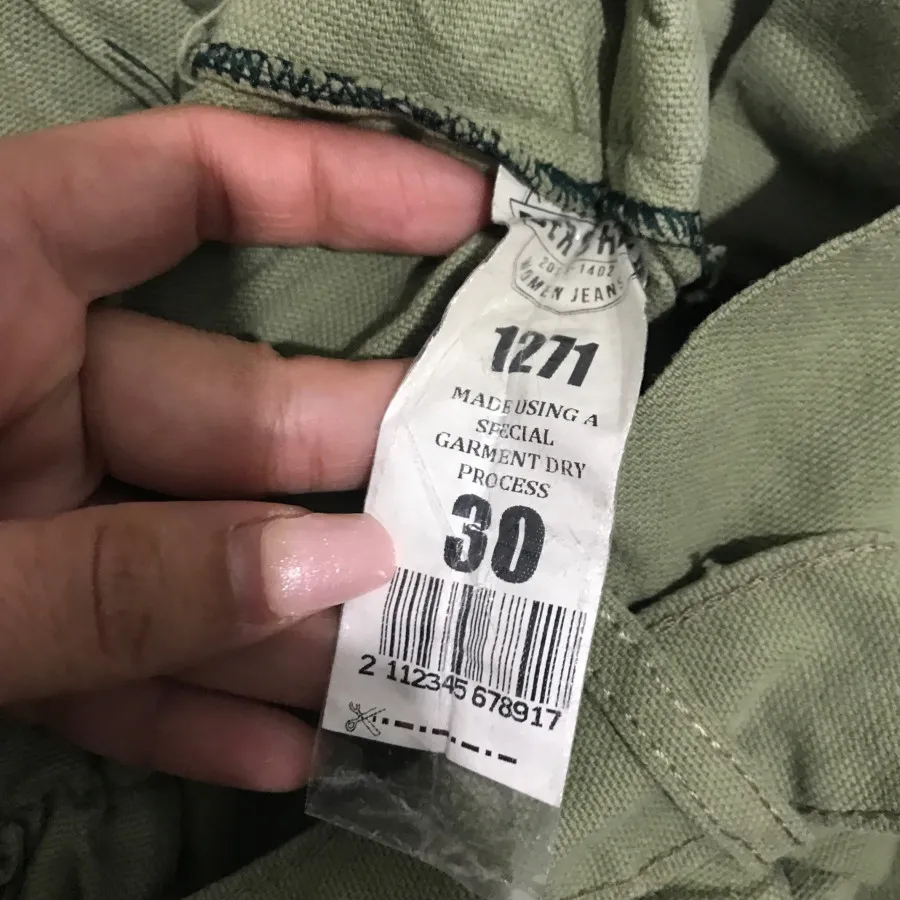 WOMEN JEANS
1271
MADE USING A
SPECIAL
GARMENT DRY
PROCESS
30
2 112345 678917